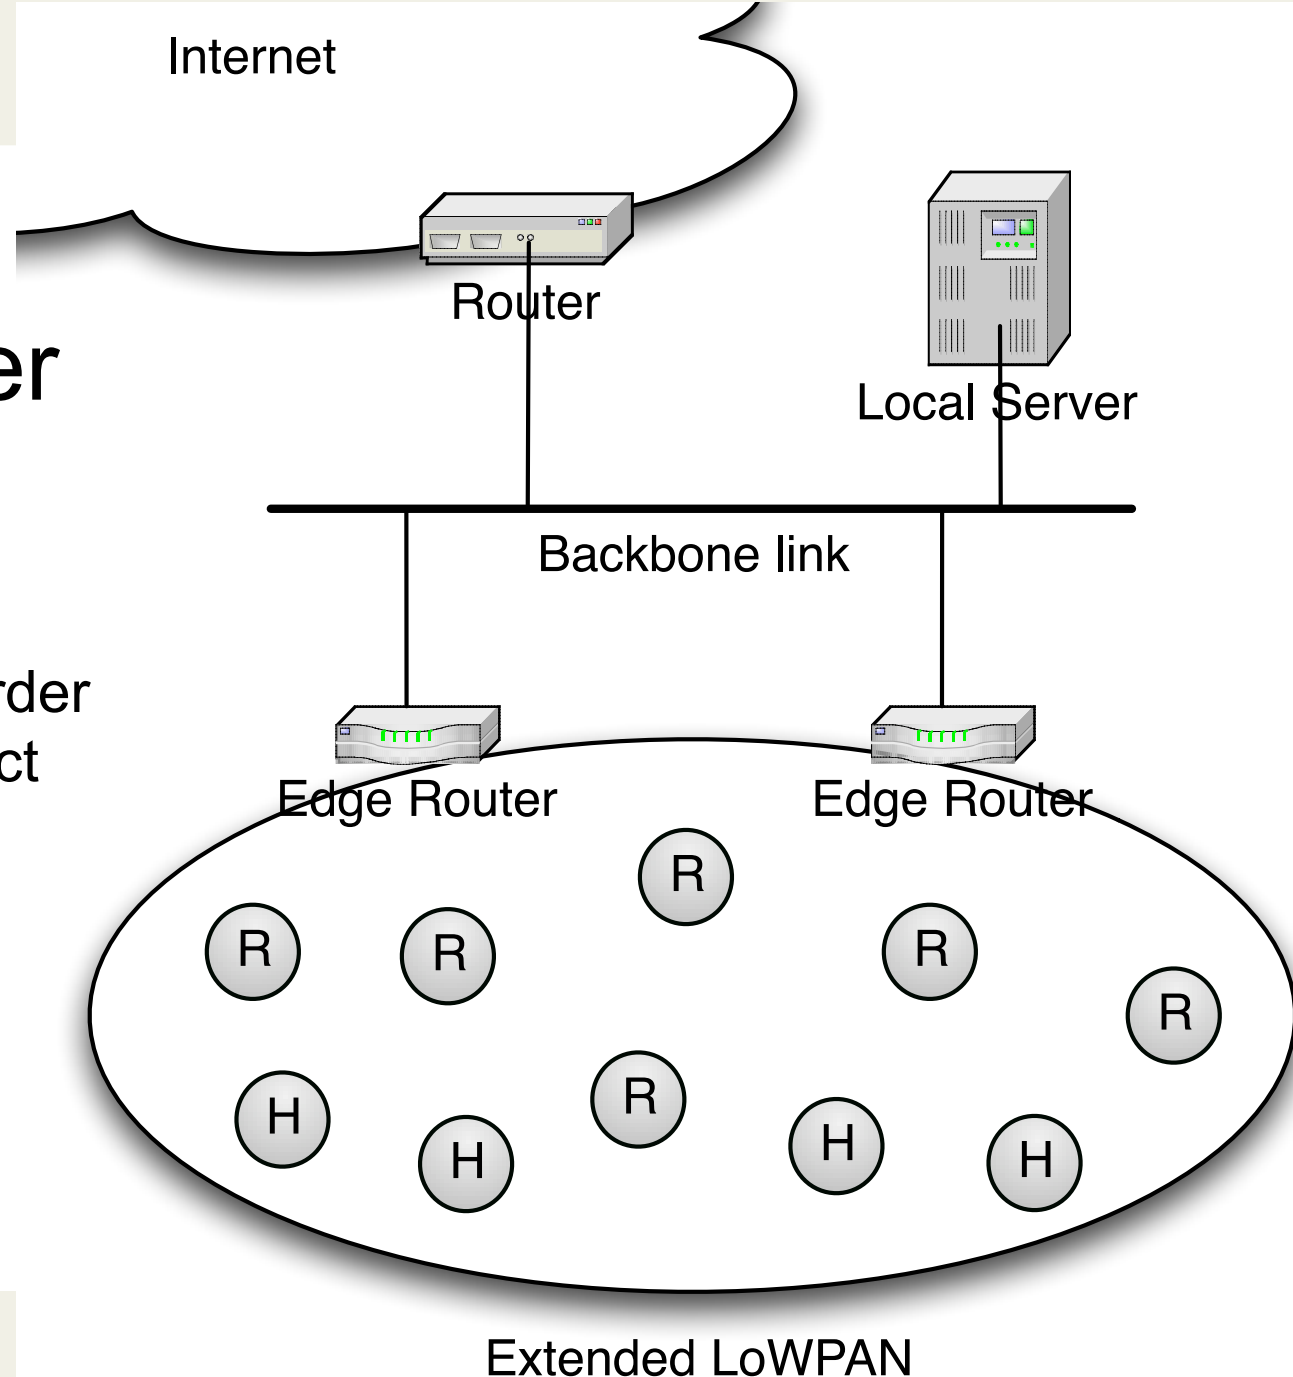 Internet
Router
er
Local Server
Backbone link
rder
ct
Edge Router Edge Router
R
R R R
R
R
H H H H
Extended LoWPAN